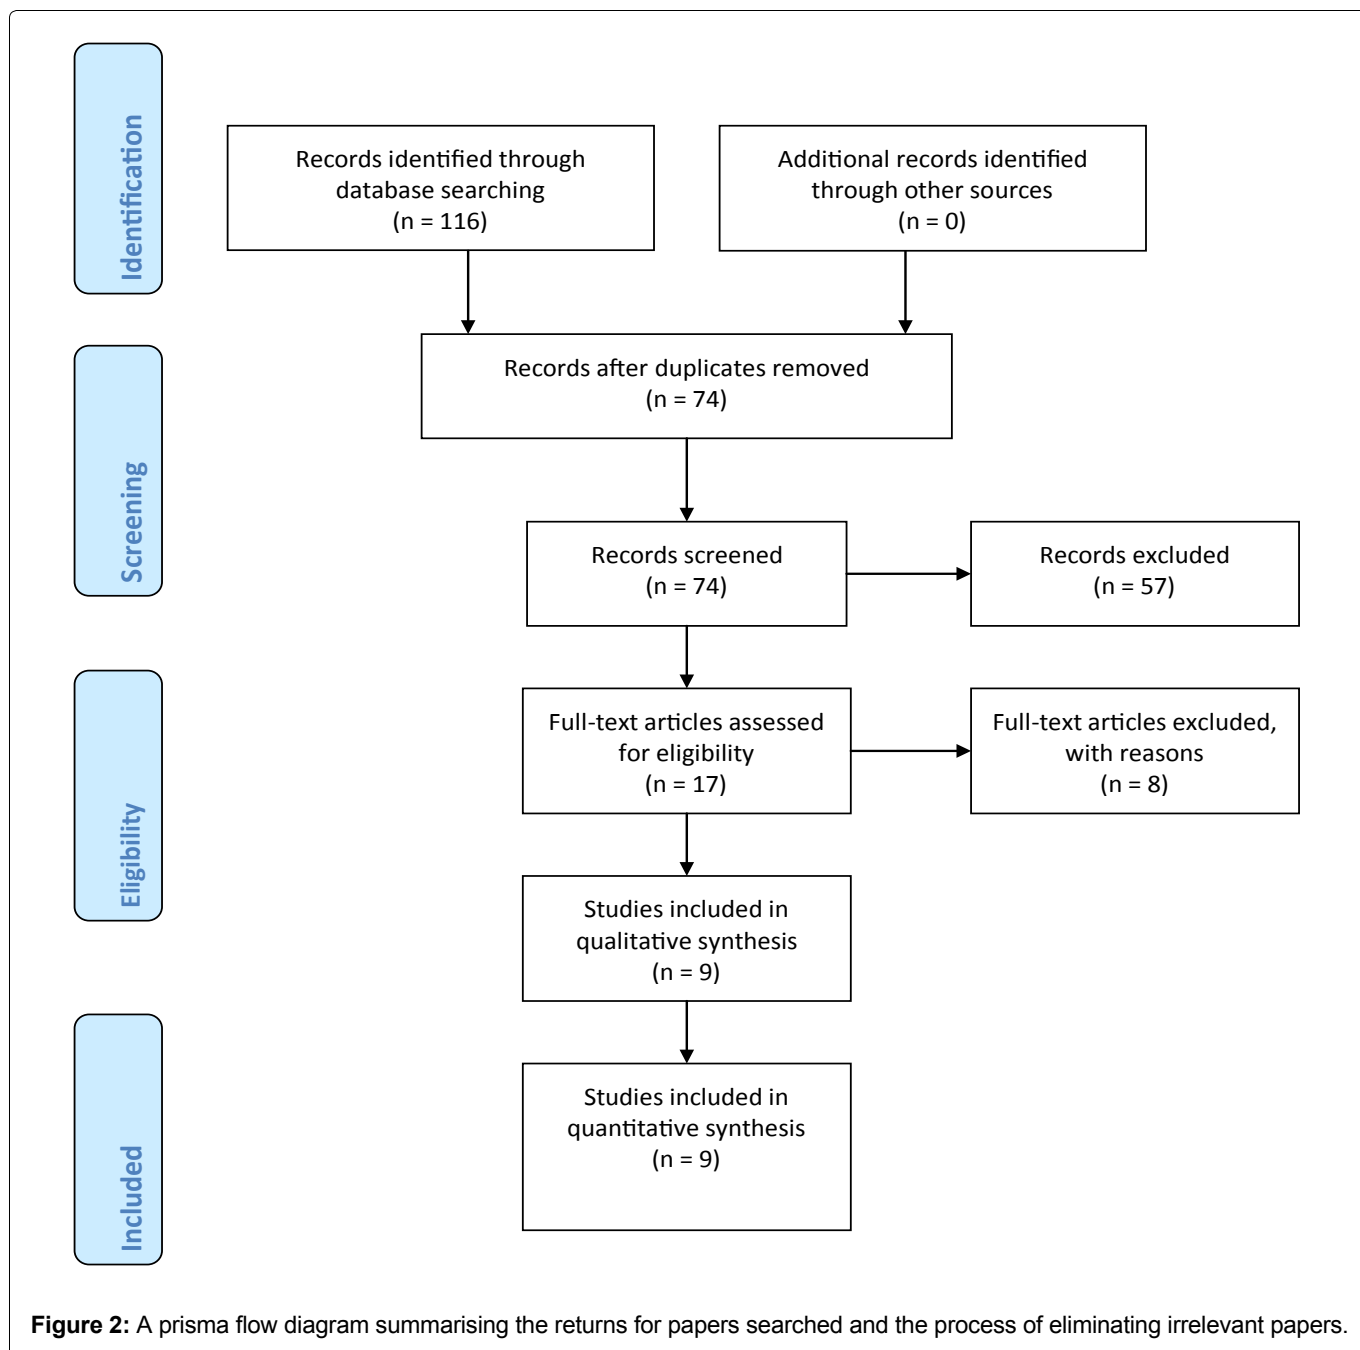 Identification
Records identified through
database searching
(n = 116)
Additional records identified
through other sources
(n = 0)
Screening
Records after duplicates removed
(n = 74)
Records screened
(n = 74)
Records excluded
(n = 57)
Eligibility
Full-text articles assessed
for eligibility
(n = 17)
Full-text articles excluded,
with reasons
(n = 8)
Studies included in
qualitative synthesis
(n = 9)
Included
Studies included in
quantitative synthesis
(n = 9)
Figure 2: A prisma flow diagram summarising the returns for papers searched and the process of eliminating irrelevant papers.